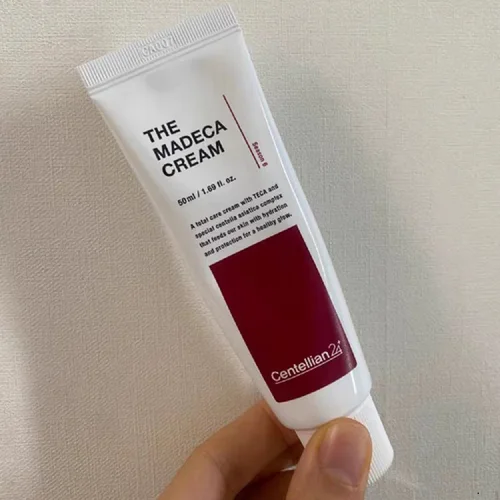 THE
MADECA
CREAM
Season 6
50ml / 1.69 fl. oz.
A total care cream with TECA and
special centella asiatica complex
that feeds our skin with hydration
and protection for a healthy glow.
Centellian24